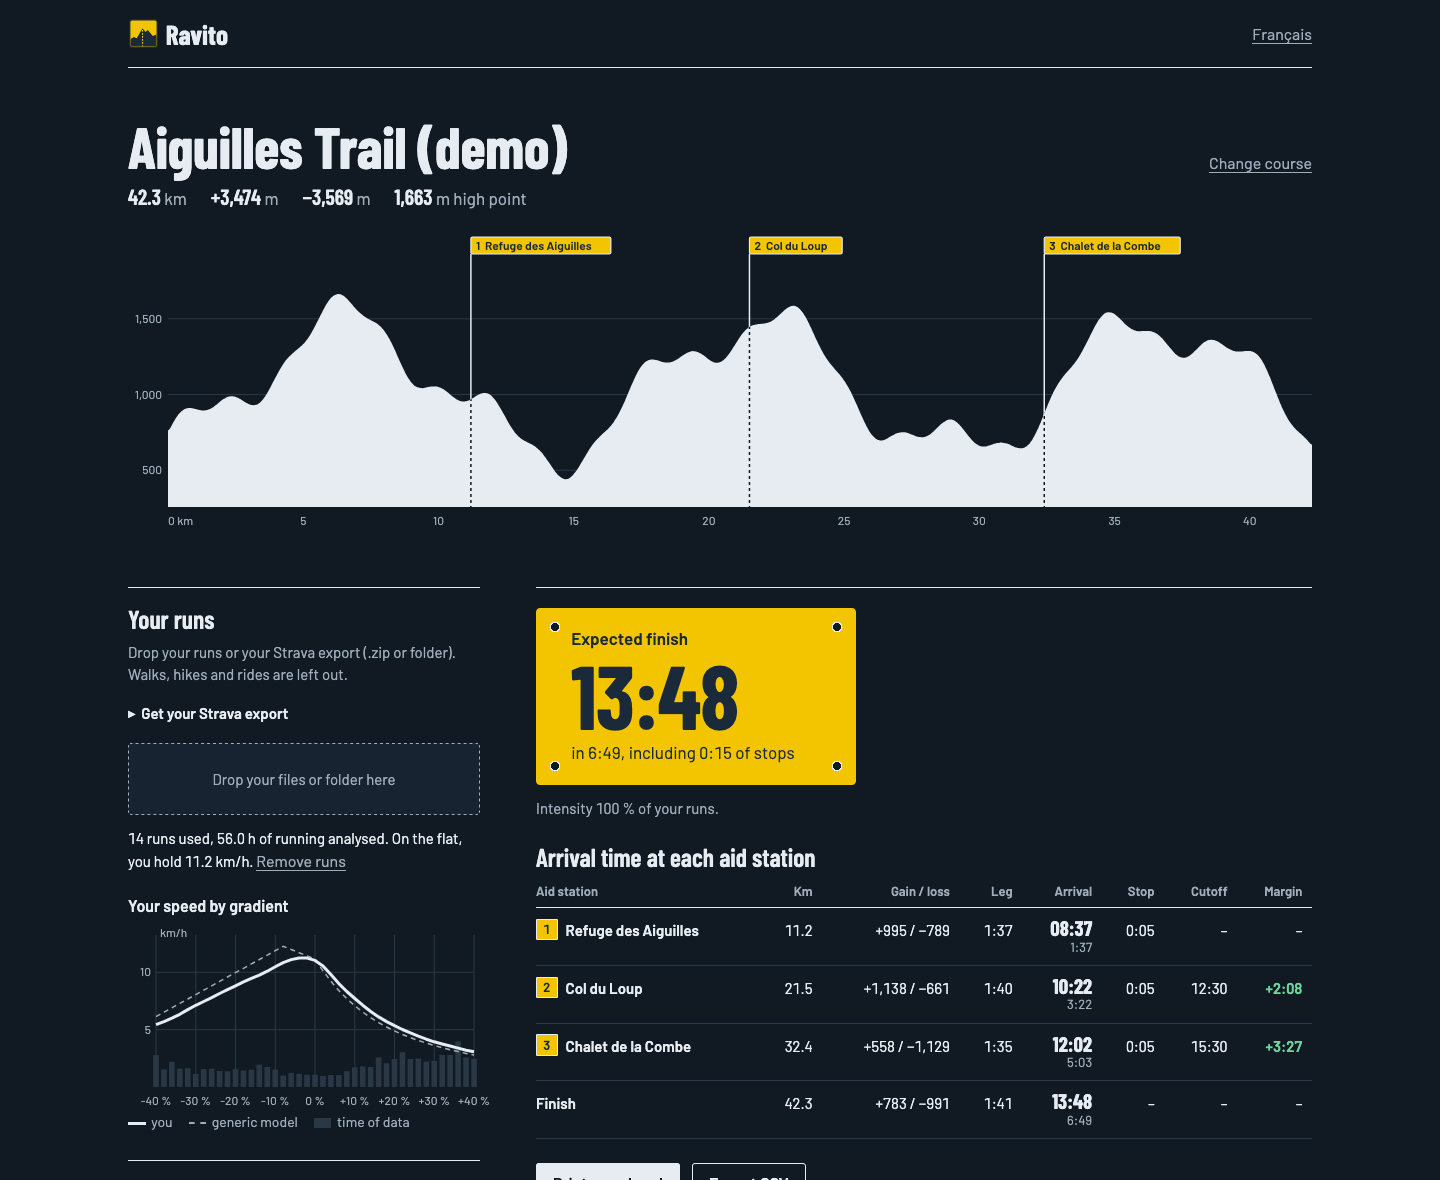 Ravito
Français
Aiguilles Trail (demo)
Change course
42.3 km +3,474 m −3,569 m 1,663 m high point
1 Refuge des Aiguilles
2 Col du Loup
3 Chalet de la Combe
1,500
1,000
500
0 km 5 10 15 20 25 30 35 40
Your runs
Drop your runs or your Strava export (.zip or folder).
Walks, hikes and rides are left out.
▸ Get your Strava export
Drop your files or folder here
14 runs used, 56.0 h of running analysed. On the flat,
you hold 11.2 km/h. Remove runs
Your speed by gradient
km/h
10
5
-40 % -30 % -20 % -10 % 0 % +10 % +20 % +30 % +40 %
you generic model time of data
Expected finish
13:48
in 6:49, including 0:15 of stops
Intensity 100 % of your runs.
Arrival time at each aid station
Aid station Km Gain / loss Leg Arrival Stop Cutoff Margin
1 Refuge des Aiguilles 11.2 +995 / −789 1:37 08:37 0:05 – –
1:37
2 Col du Loup 21.5 +1,138 / −661 1:40 10:22 0:05 12:30 +2:08
3:22
3 Chalet de la Combe 32.4 +558 / −1,129 1:35 12:02 0:05 15:30 +3:27
5:03
Finish 42.3 +783 / −991 1:41 13:48 – – –
6:49